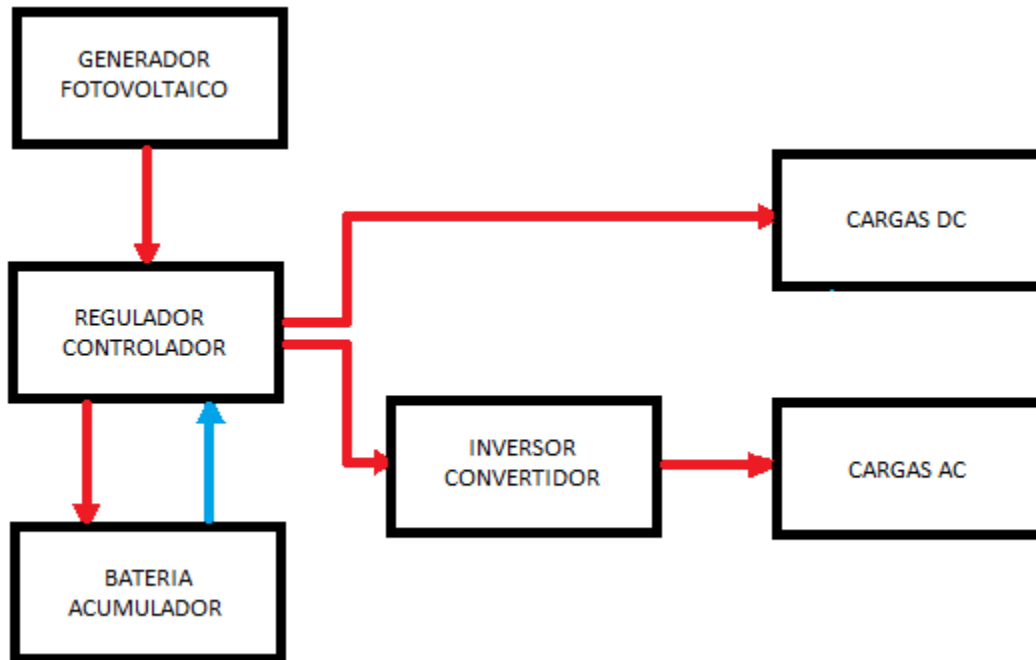 GENERADOR
FOTOVOLTAICO
CARGAS DC
REGULADOR
CONTROLADOR
INVERSOR
CONVERTIDOR
CARGAS AC
BATERIA
ACUMULADOR